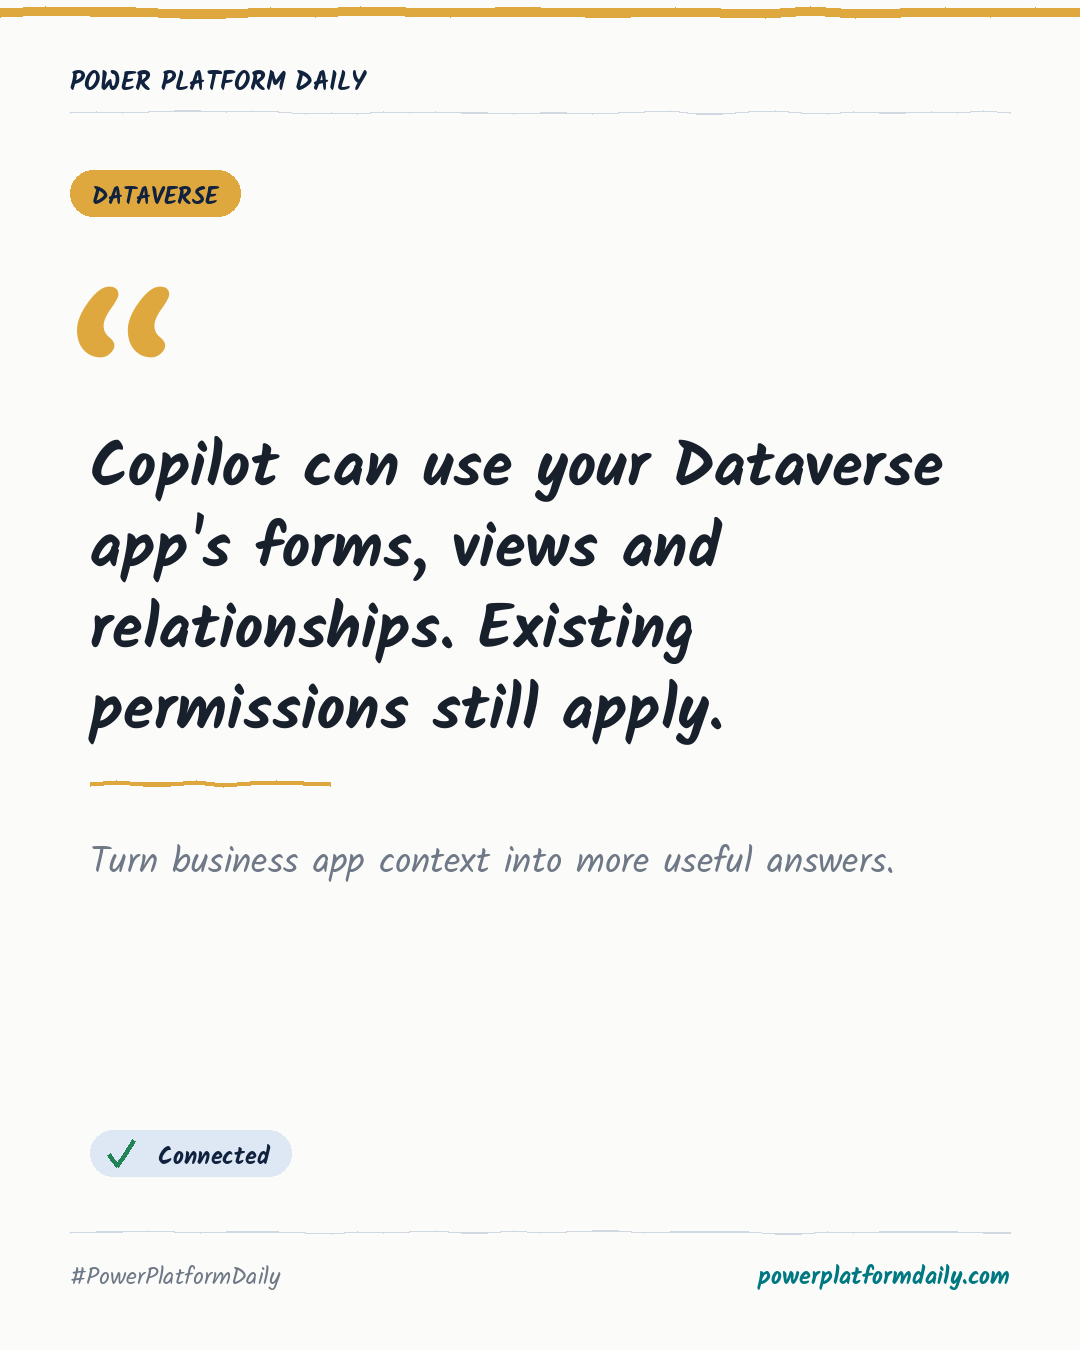 POWER PLATFORM DAILY
DATAVERSE
“
Copilot can use your Dataverse
app's forms, views and
relationships. Existing
permissions still apply.
Turn business app context into more useful answers.
✓ Connected
#PowerPlatformDaily
powerplatformdaily.com